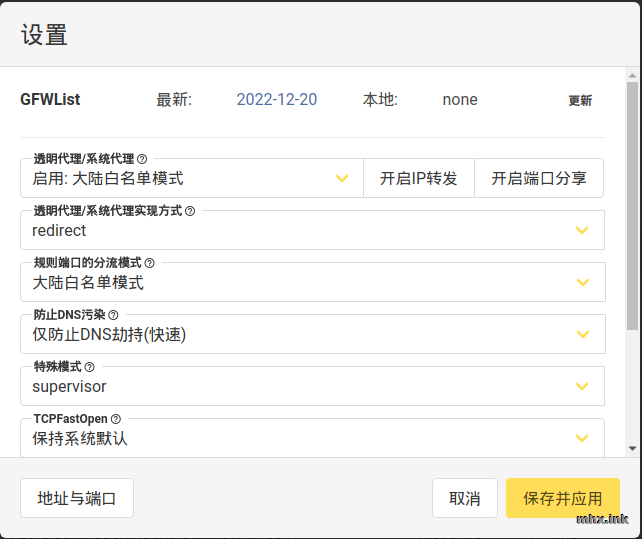 设置
GFWList 最新: 2022-12-20 本地: none 更新
透明代理/系统代理
启用: 大陆白名单模式 开启IP转发 开启端口分享
透明代理/系统代理实现方式
redirect
规则端口的分流模式
大陆白名单模式
防止DNS污染
仅防止DNS劫持(快速)
特殊模式
supervisor
TCPFastOpen
保持系统默认
地址与端口 取消 保存并应用
mhx.ink